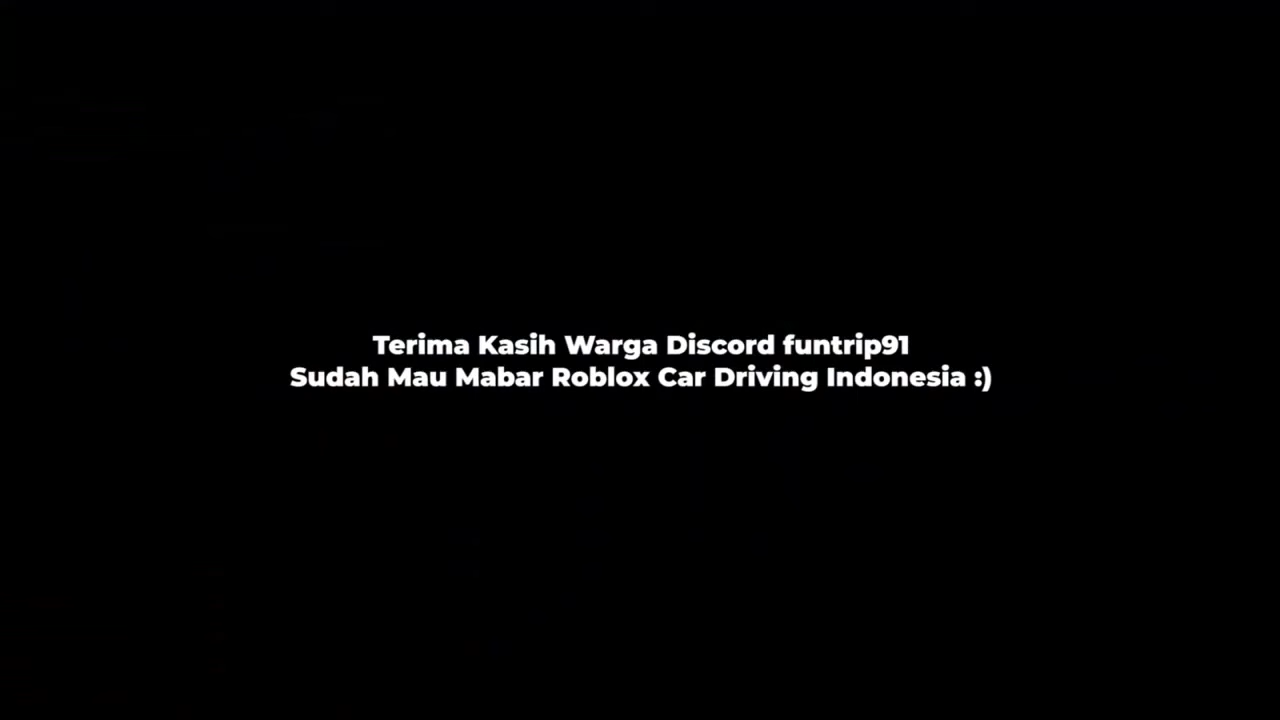 Terima Kasih Warga Discord funtrip91
Sudah Mau Mabar Roblox Car Driving Indonesia :)